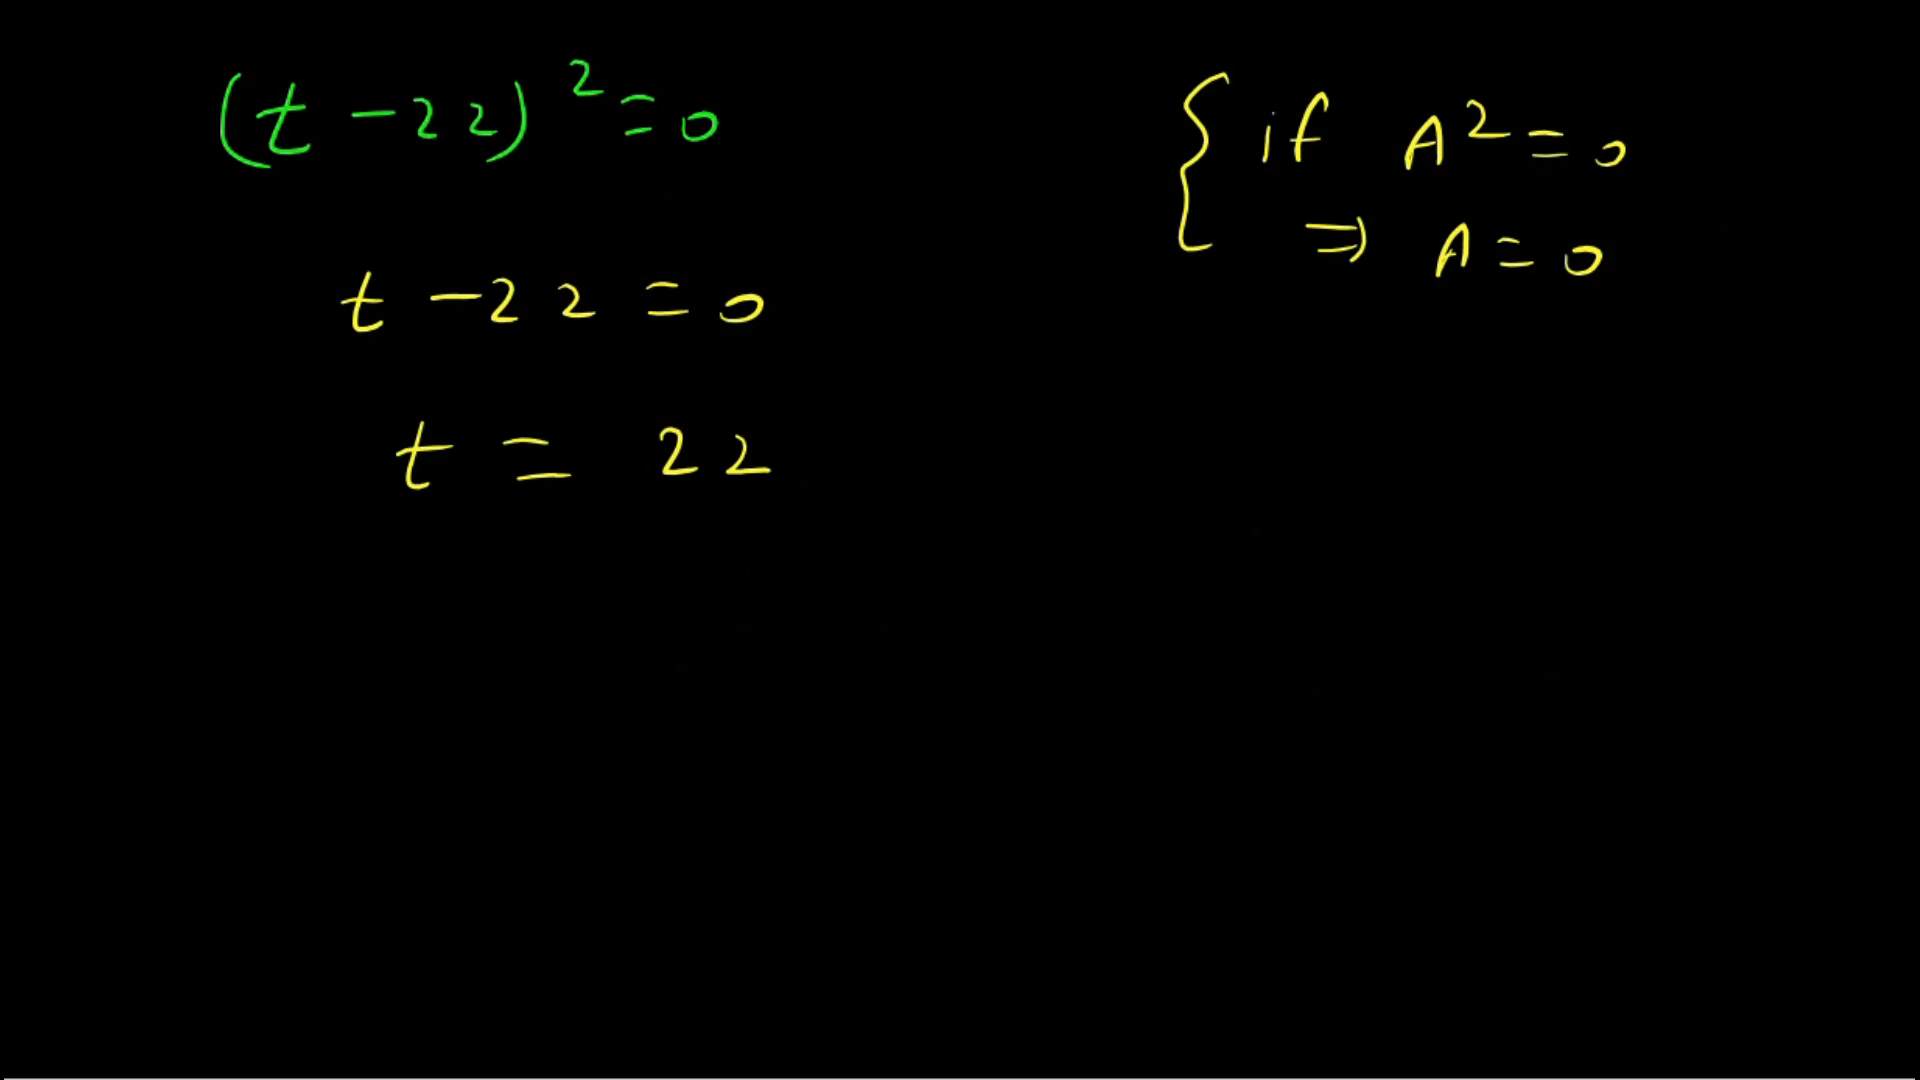 (t - 22)² = 0
t - 22 = 0
t = 22
{ if A² = 0
⇒ A = 0